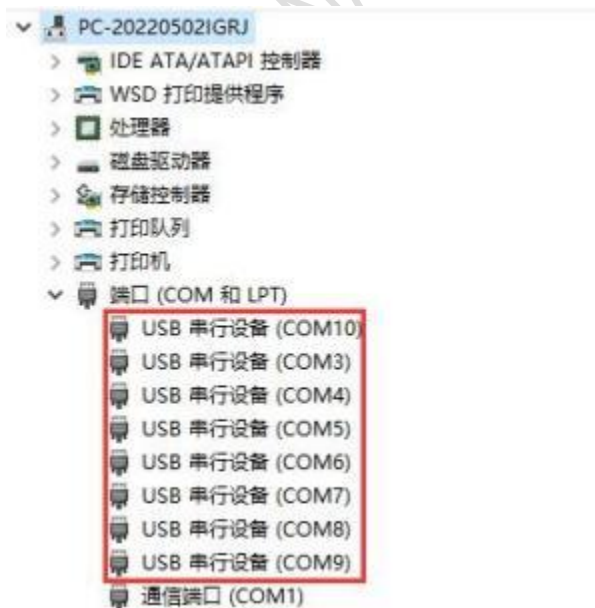 PC-20220502IGRJ
IDE ATA/ATAPI 控制器
WSD 打印提供程序
处理器
磁盘驱动器
存储控制器
打印队列
打印机
端口 (COM 和 LPT)
USB 串行设备 (COM10)
USB 串行设备 (COM3)
USB 串行设备 (COM4)
USB 串行设备 (COM5)
USB 串行设备 (COM6)
USB 串行设备 (COM7)
USB 串行设备 (COM8)
USB 串行设备 (COM9)
通信端口 (COM1)